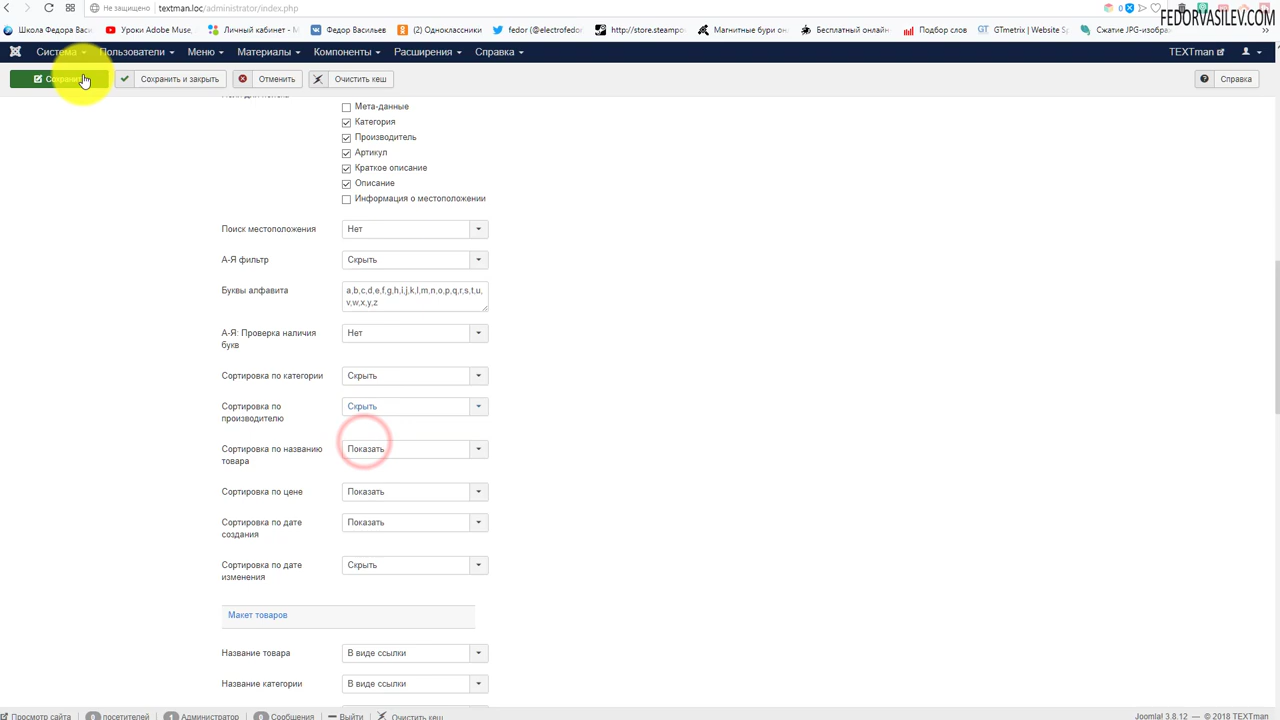 Не защищено textman.loc/administrator/index.php
FEDORVASILEV.COM
Школа Федора Васи
Уроки Adobe Muse,
Личный кабинет - М
Федор Васильев
(2) Одноклассники
fedor (@electrofedor
http://store.steampo
Магнитные бури он
Бесплатный онлайн
Подбор слов
GTmetrix | Website S
Сжатие JPG-изобра
Система
Пользователи
Меню
Материалы
Компоненты
Расширения
Справка
TEXTman
Сохранить и закрыть
Отменить
Очистить кеш
Справка
Мета-данные
Категория
Производитель
Артикул
Краткое описание
Описание
Информация о местоположении
Поиск местоположения Нет
А-Я фильтр Скрыть
Буквы алфавита a,b,c,d,e,f,g,h,i,j,k,l,m,n,o,p,q,r,s,t,u,
v,w,x,y,z
А-Я: Проверка наличия Нет
букв
Сортировка по категории Скрыть
Сортировка по Скрыть
производителю
Сортировка по названию Показать
товара
Сортировка по цене Показать
Сортировка по дате Показать
создания
Сортировка по дате Скрыть
изменения
Макет товаров
Название товара В виде ссылки
Название категории В виде ссылки
Просмотр сайта
0 посетителей
1 Администратор
0 Сообщения
Выйти
Очистить кеш
Joomla! 3.8.12 — © 2018 TEXTman